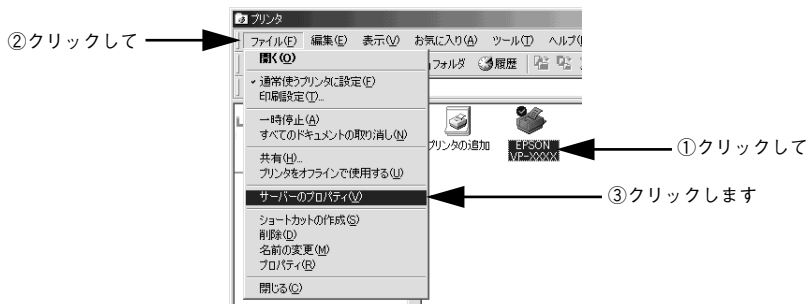 プリンタ
ファイル(F) 編集(E) 表示(V) お気に入り(A) ツール(T) ヘルプ(
②クリックして
開く(O)
フォルダ 履歴
✓通常使うプリンタに設定(F)
印刷設定(T)...
一時停止(A)
すべてのドキュメントの取り消し(N)
プリンタの追加
EPSON
VP-XXXX
①クリックして
共有(H)...
プリンタをオフラインで使用する(U)
サーバーのプロパティ(V)
③クリックします
ショートカットの作成(S)
削除(D)
名前の変更(M)
プロパティ(R)
閉じる(C)